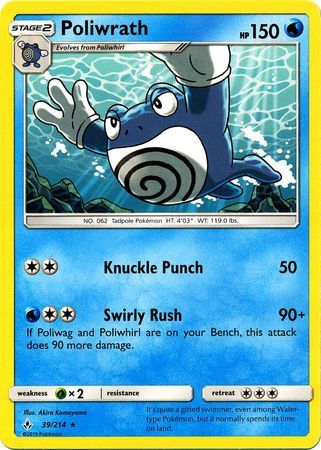 STAGE2 Poliwrath HP 150
Evolves from Poliwhirl
NO. 062 Tadpole Pokémon HT: 4'03" WT: 119.0 lbs.
Knuckle Punch 50
Swirly Rush 90+
If Poliwag and Poliwhirl are on your Bench, this attack
does 90 more damage.
weakness ×2 resistance retreat
Illus. Akira Komayama
39/214 ★
©2019 Pokémon
It's quite a gifted swimmer, even among Water-
type Pokémon, but it normally spends its time
on land.